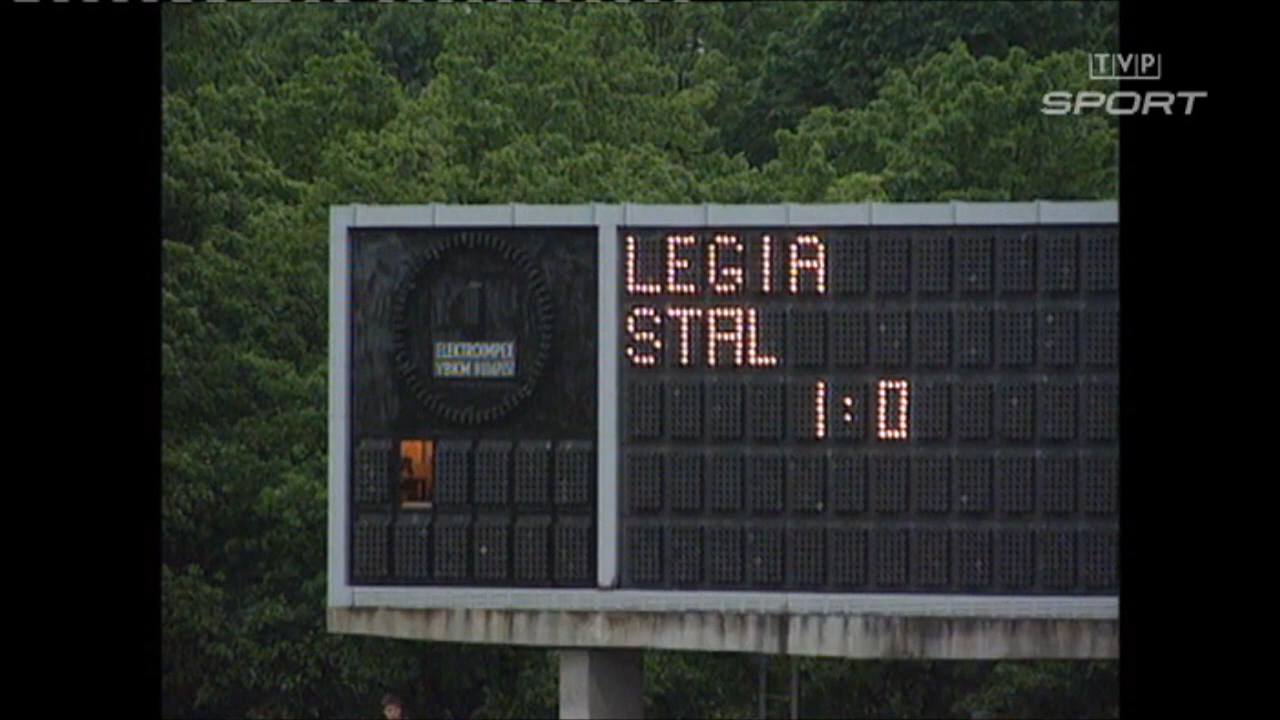 TVP
SPORT
LEGIA
STAL
1:0
ELEKTROIMPEX
VBKM BUDAPEST